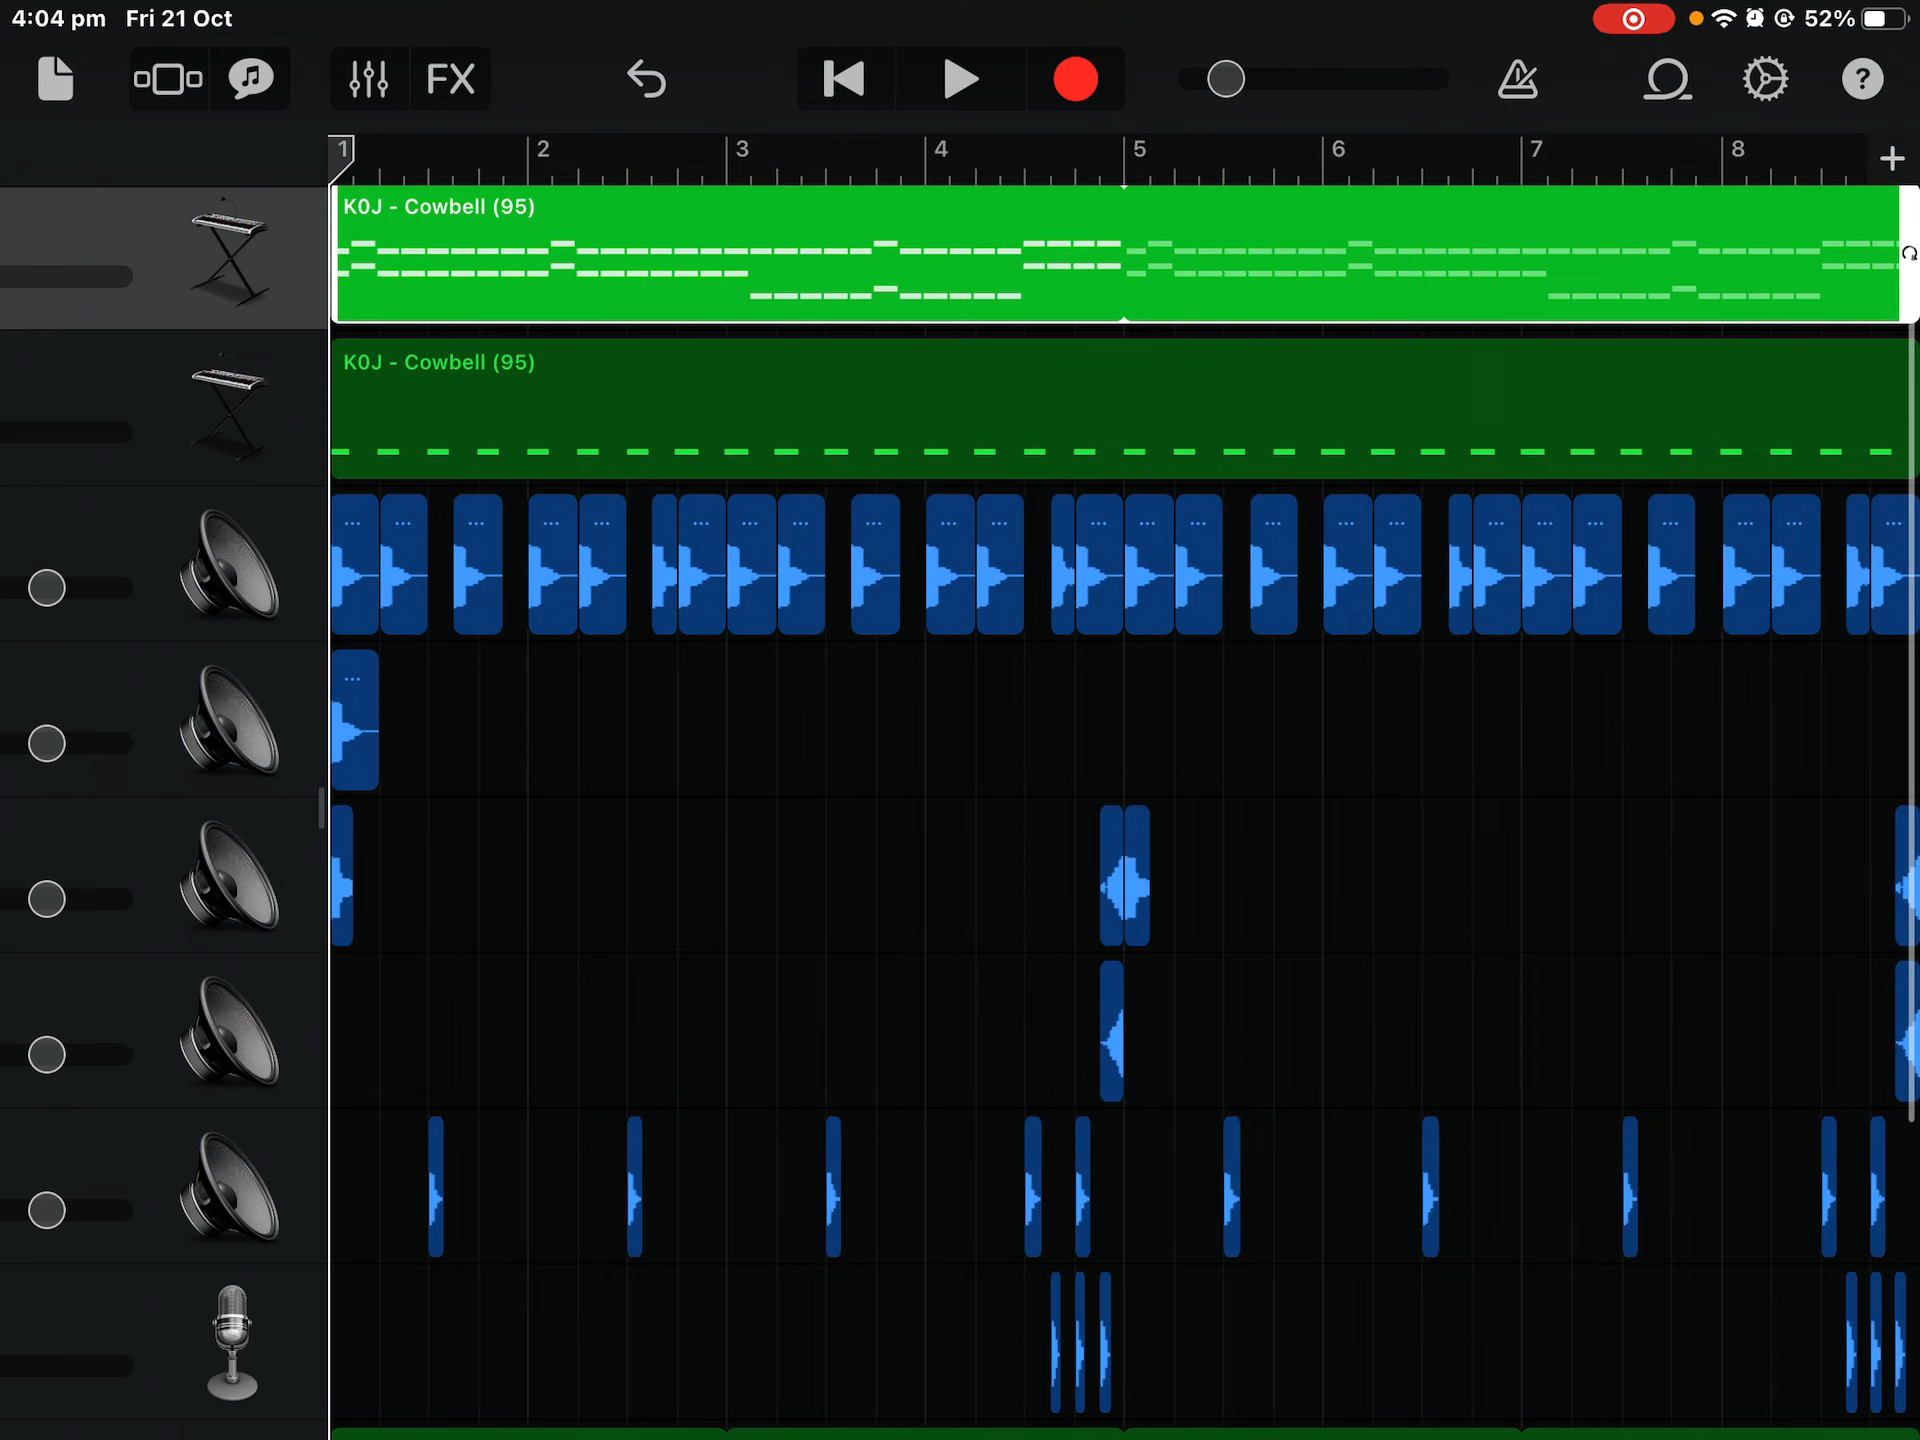 4:04 pm Fri 21 Oct
52%
FX
?
1 2 3 4 5 6 7 8 +
K0J - Cowbell (95)
K0J - Cowbell (95)